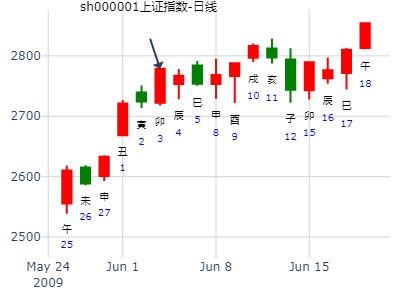 sh000001上证指数-日线
2800
2700
2600
2500
午
25
未
26
申
27
丑
1
寅
2
卯
3
辰
4
巳
5
申
8
酉
9
戌
10
亥
11
子
12
卯
15
辰
16
巳
17
午
18
May 24
2009
Jun 1
Jun 8
Jun 15